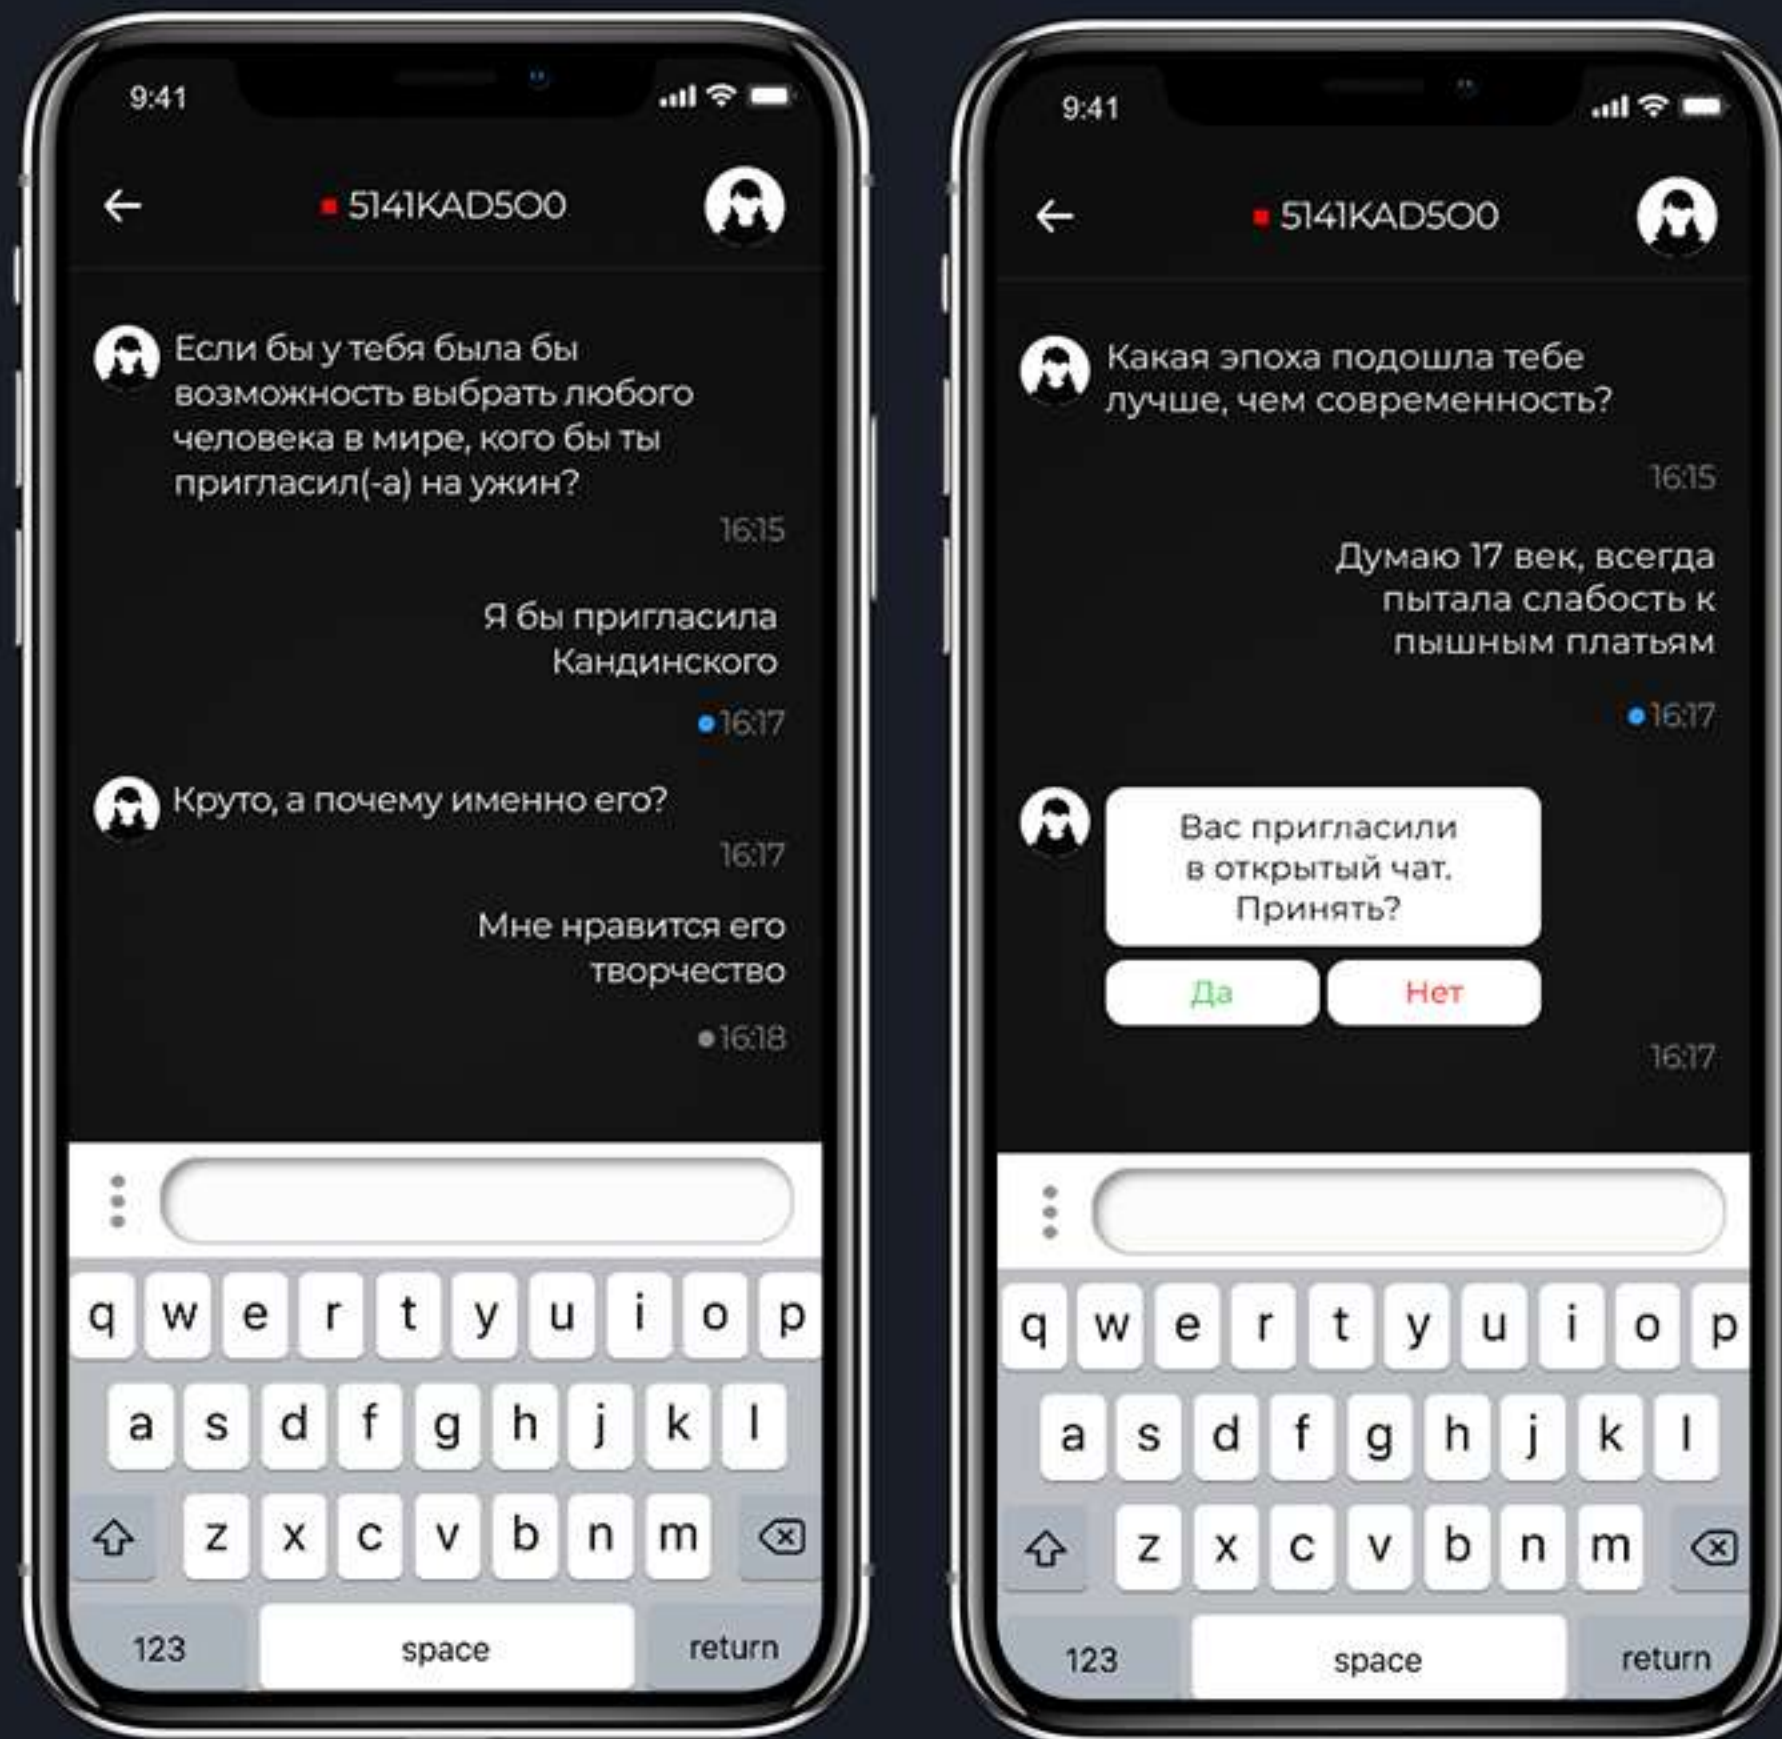 9:41
5141KAD5O0
Если бы у тебя была бы
возможность выбрать любого
человека в мире, кого бы ты
пригласил(-а) на ужин?
16:15
Я бы пригласила
Кандинского
16:17
Круто, а почему именно его?
16:17
Мне нравится его
творчество
16:18
q w e r t y u i o p
a s d f g h j k l
z x c v b n m
123 space return
9:41
5141KAD5O0
Какая эпоха подошла тебе
лучше, чем современность?
16:15
Думаю 17 век, всегда
пытала слабость к
пышным платьям
16:17
Вас пригласили
в открытый чат.
Принять?
Да Нет
16:17
q w e r t y u i o p
a s d f g h j k l
z x c v b n m
123 space return